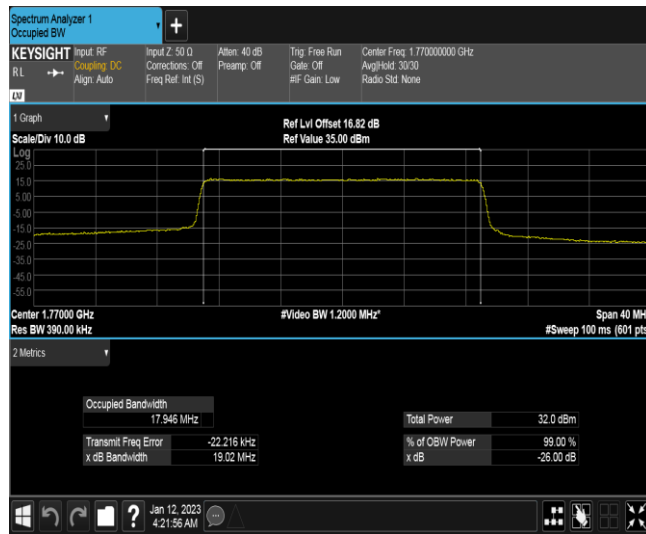 Spectrum Analyzer 1
Occupied BW
+
KEYSIGHT Input: RF Input Z: 50 Ω Atten: 40 dB Trig: Free Run Center Freq: 1.770000000 GHz
RL Coupling: DC Corrections: Off Preamp: Off Gate: Off Avg|Hold: 30/30
Align: Auto Freq Ref: Int (S) #IF Gain: Low Radio Std: None
LXI
1 Graph
Ref Lvl Offset 16.82 dB
Scale/Div 10.0 dB Ref Value 35.00 dBm
Log
25.0
15.0
5.00
-5.00
-15.0
-25.0
-35.0
-45.0
-55.0
Center 1.77000 GHz #Video BW 1.2000 MHz* Span 40 MH
Res BW 390.00 kHz #Sweep 100 ms (601 pts
2 Metrics
Occupied Bandwidth
17.946 MHz Total Power 32.0 dBm
Transmit Freq Error -22.216 kHz % of OBW Power 99.00 %
x dB Bandwidth 19.02 MHz x dB -26.00 dB
? Jan 12, 2023
4:21:56 AM